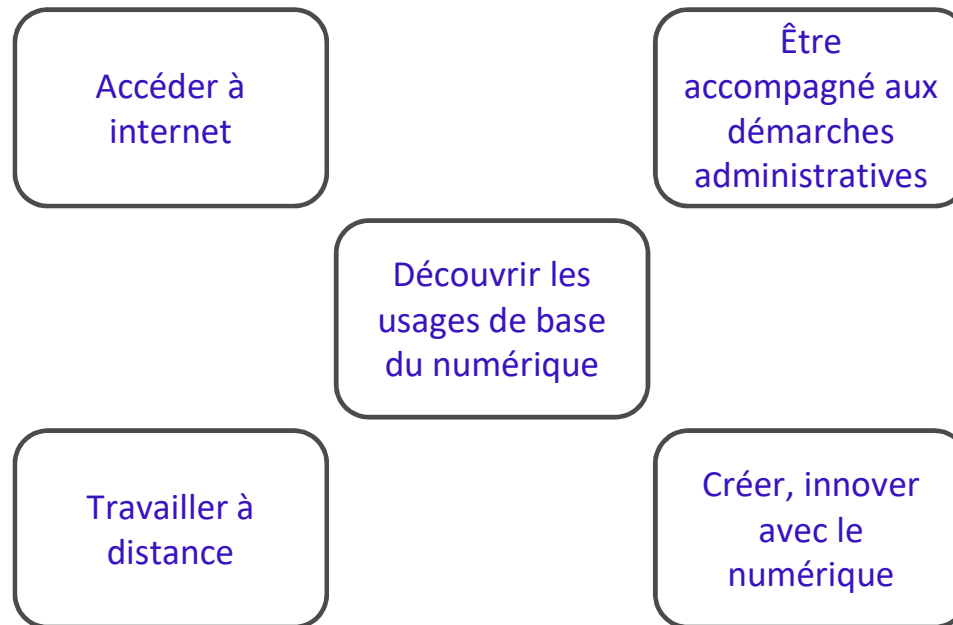 Accéder à
internet
Être
accompagné aux
démarches
administratives
Découvrir les
usages de base
du numérique
Travailler à
distance
Créer, innover
avec le
numérique